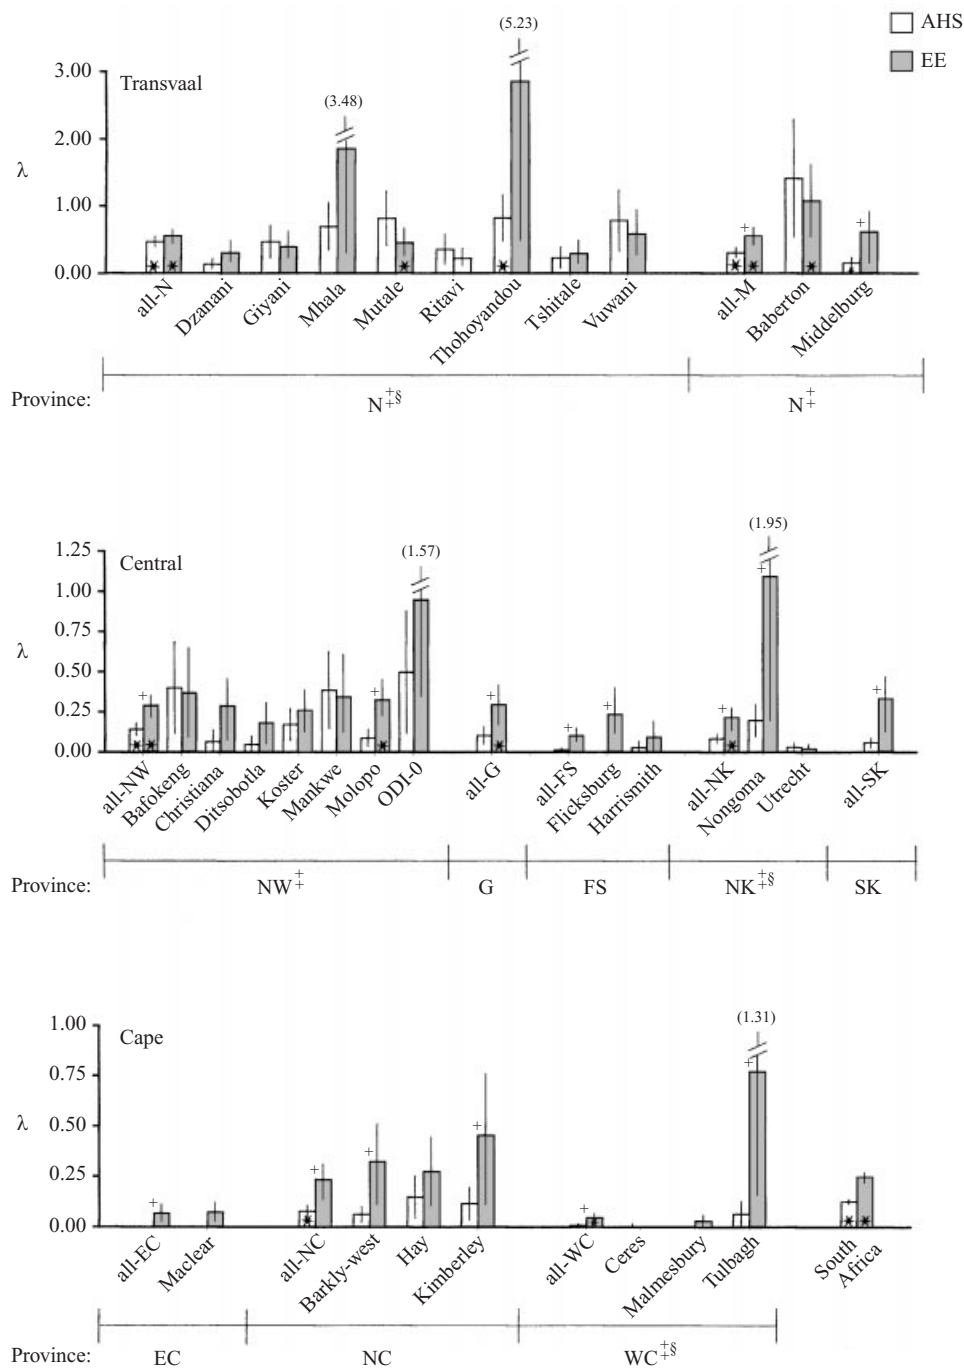 AHS
EE
(5.23)
(3.48)
Transvaal
3.00
2.00
λ
1.00
0.00
+ +
* * * * * * *
all-N Dzanani Giyani Mhala Mutale Ritavi Thohoyandou Tshitale Vuwani all-M Baberton Middelburg
Province: N‡§ N‡
(1.57) (1.95)
Central
1.25
1.00
0.75
λ
0.50
0.25
0.00
+ + + + + + + +
* * * * *
all-NW Bafokeng Christiana Ditsobotla Koster Mankwe Molopo ODI-0 all-G all-FS Flicksburg Harrismith all-NK Nongoma Utrecht all-SK
Province: NW‡ G FS NK‡§ SK
(1.31)
Cape
1.00
0.75
λ
0.50
0.25
0.00
+ + + + + +
* * * *
all-EC Maclear all-NC Barkly-west Hay Kimberley all-WC Ceres Malmesbury Tulbagh South Africa
Province: EC NC WC‡§